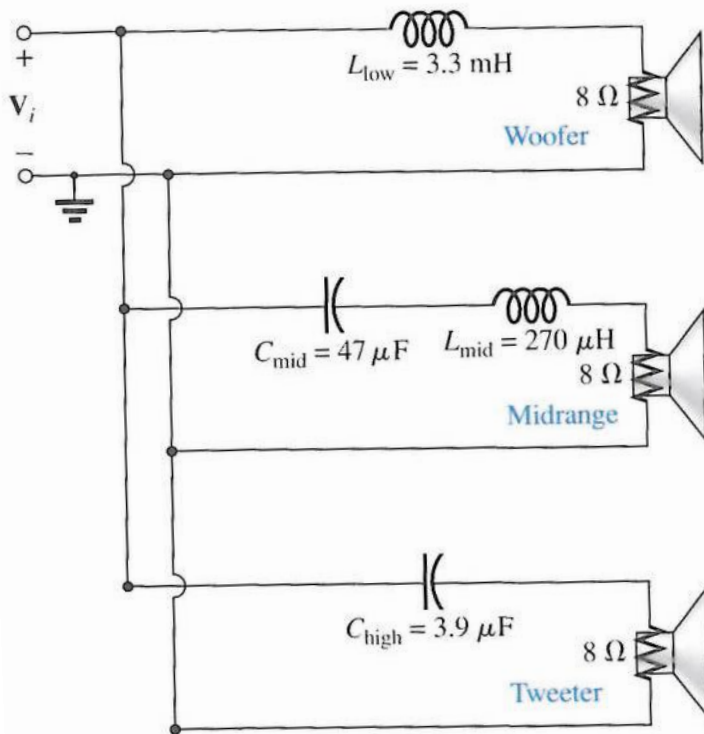 +
V_i
−
L_low = 3.3 mH
8 Ω
Woofer
C_mid = 47 μF
L_mid = 270 μH
8 Ω
Midrange
C_high = 3.9 μF
8 Ω
Tweeter